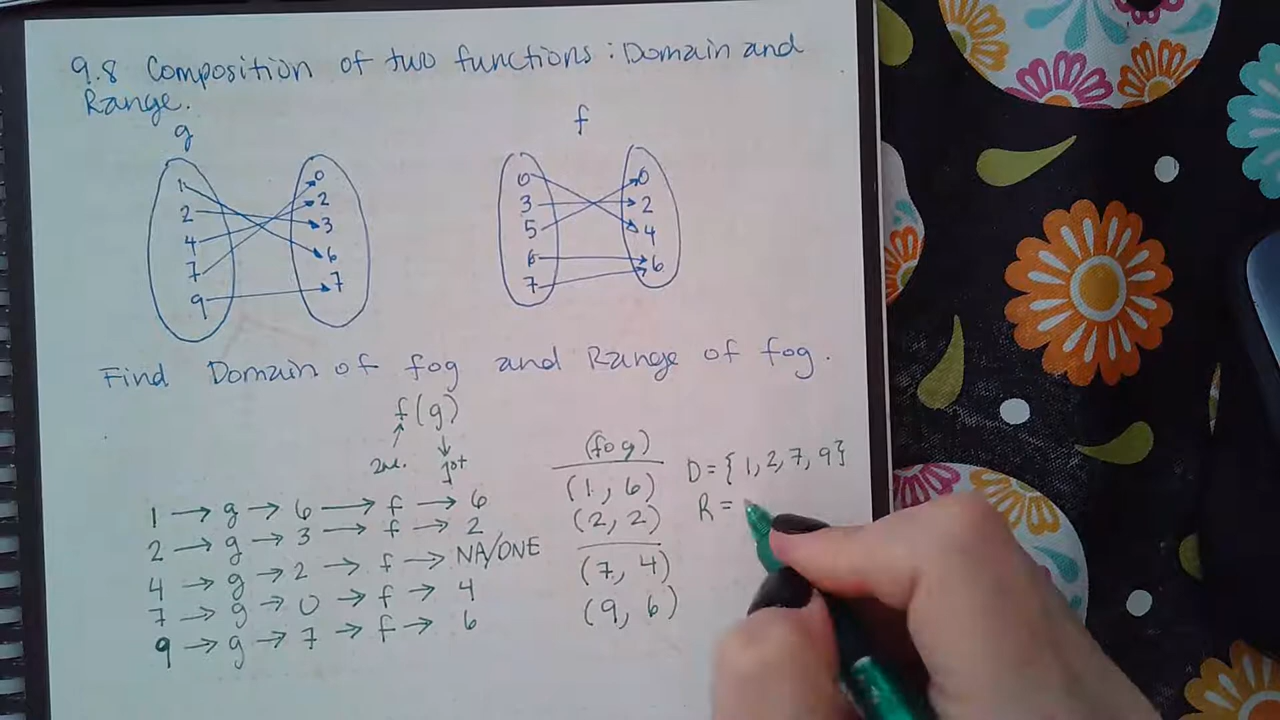 9.8 Composition of two functions: Domain and
Range.
g
f
1
2
4
7
9
0
2
3
6
7
0
3
5
6
7
0
2
4
6
Find Domain of fog and Range of fog.
f(g)
2nd. 1st
1 → g → 6 → f → 6
2 → g → 3 → f → 2
4 → g → 2 → f → NA/DNE
7 → g → 0 → f → 4
9 → g → 7 → f → 6
(fog)
(1, 6)
(2, 2)
(7, 4)
(9, 6)
D = {1, 2, 7, 9}
R =